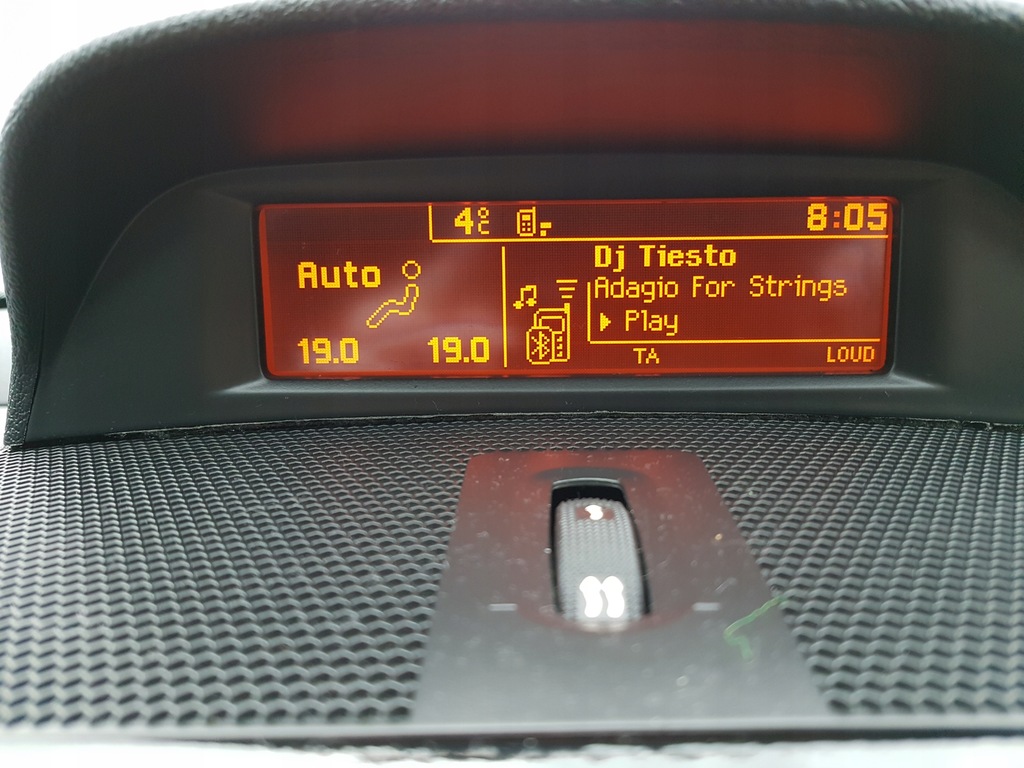 4°C 8:05
Auto
19.0 19.0
Dj Tiesto
Adagio For Strings
Play
TA LOUD